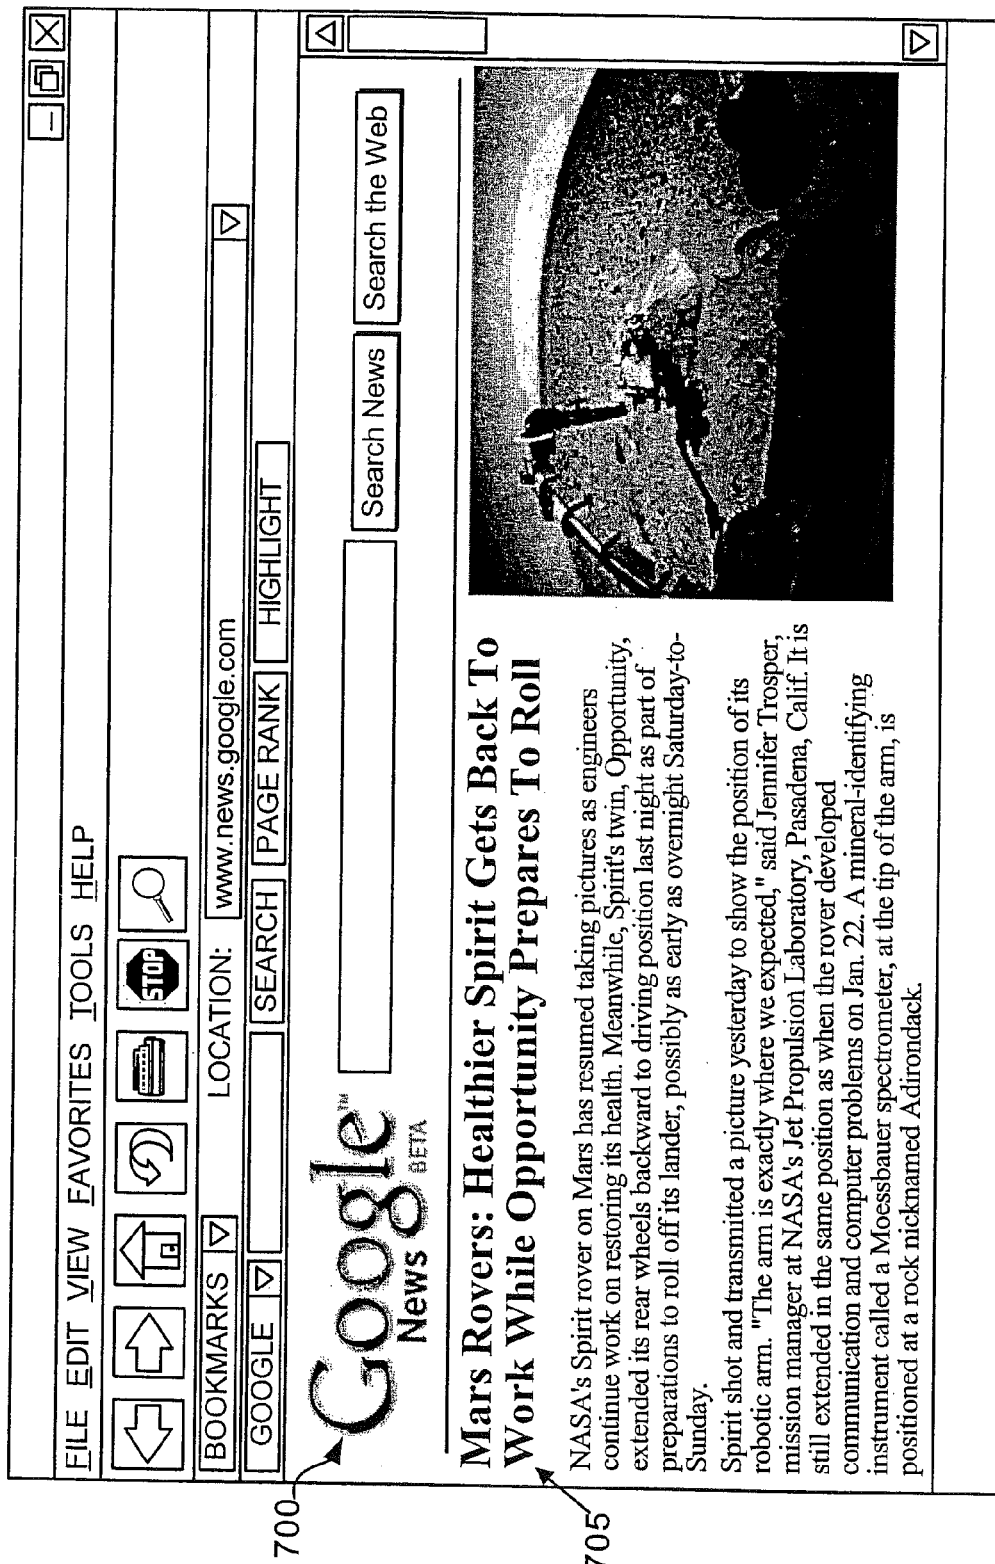 FILE EDIT VIEW FAVORITES TOOLS HELP
STOP
BOOKMARKS LOCATION: www.news.google.com
GOOGLE SEARCH PAGE RANK HIGHLIGHT
700
Google™
News BETA
Search News Search the Web
705
Mars Rovers: Healthier Spirit Gets Back To
Work While Opportunity Prepares To Roll
NASA's Spirit rover on Mars has resumed taking pictures as engineers
continue work on restoring its health. Meanwhile, Spirit's twin, Opportunity,
extended its rear wheels backward to driving position last night as part of
preparations to roll off its lander, possibly as early as overnight Saturday-to-
Sunday.
Spirit shot and transmitted a picture yesterday to show the position of its
robotic arm. "The arm is exactly where we expected," said Jennifer Trosper,
mission manager at NASA's Jet Propulsion Laboratory, Pasadena, Calif. It is
still extended in the same position as when the rover developed
communication and computer problems on Jan. 22. A mineral-identifying
instrument called a Moessbauer spectrometer, at the tip of the arm, is
positioned at a rock nicknamed Adirondack.